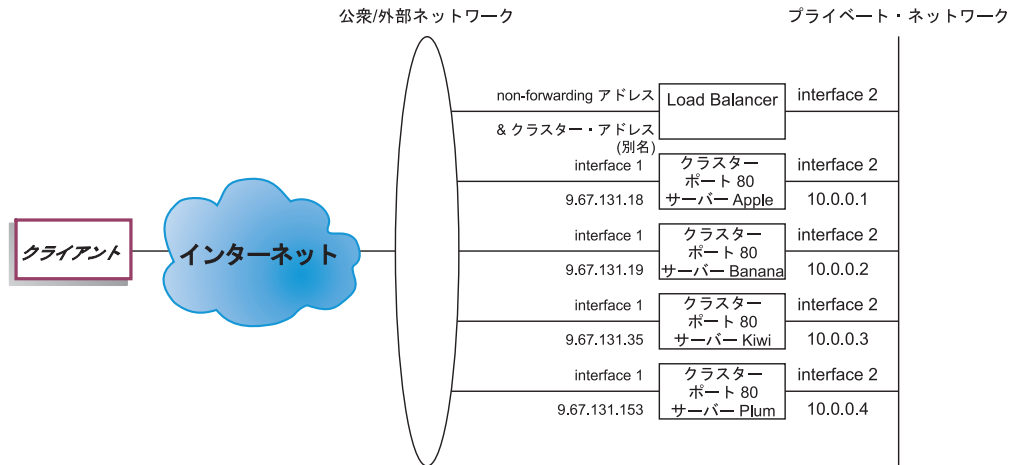 公衆/外部ネットワーク
プライベート・ネットワーク
non-forwarding アドレス
& クラスター・アドレス
(別名)
Load Balancer
interface 2
interface 1
9.67.131.18
クラスター
ポート 80
サーバー Apple
interface 2
10.0.0.1
クライアント
インターネット
interface 1
9.67.131.19
クラスター
ポート 80
サーバー Banana
interface 2
10.0.0.2
interface 1
9.67.131.35
クラスター
ポート 80
サーバー Kiwi
interface 2
10.0.0.3
interface 1
9.67.131.153
クラスター
ポート 80
サーバー Plum
interface 2
10.0.0.4